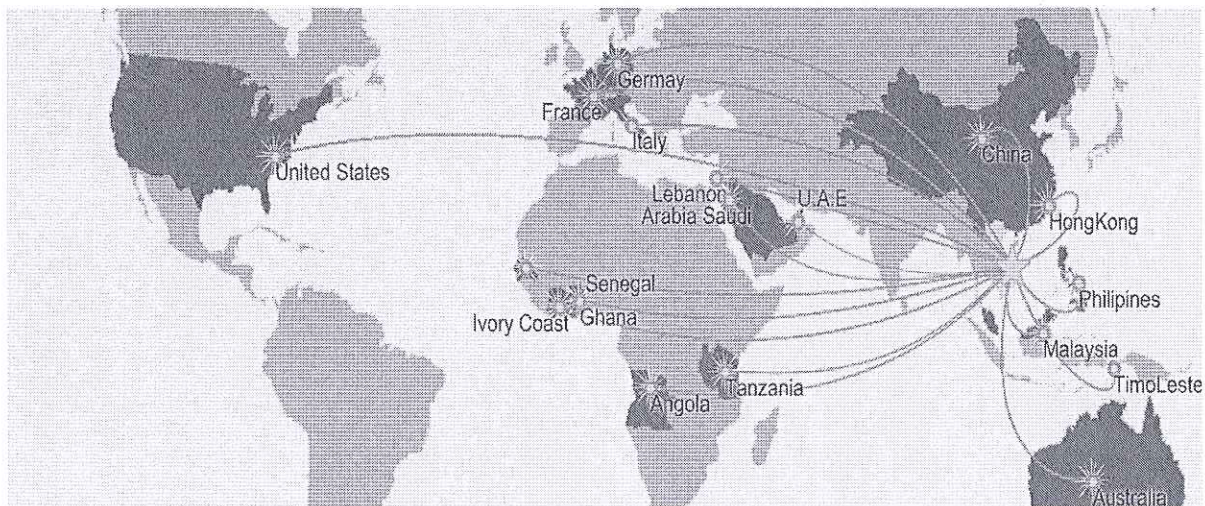 Germay
France
Italy
China
United States
Lebanon
U.A.E
Arabia Saudi
HongKong
Senegal
Philipines
Ivory Coast
Ghana
Malaysia
Tanzania
TimoLeste
Angola
Australia